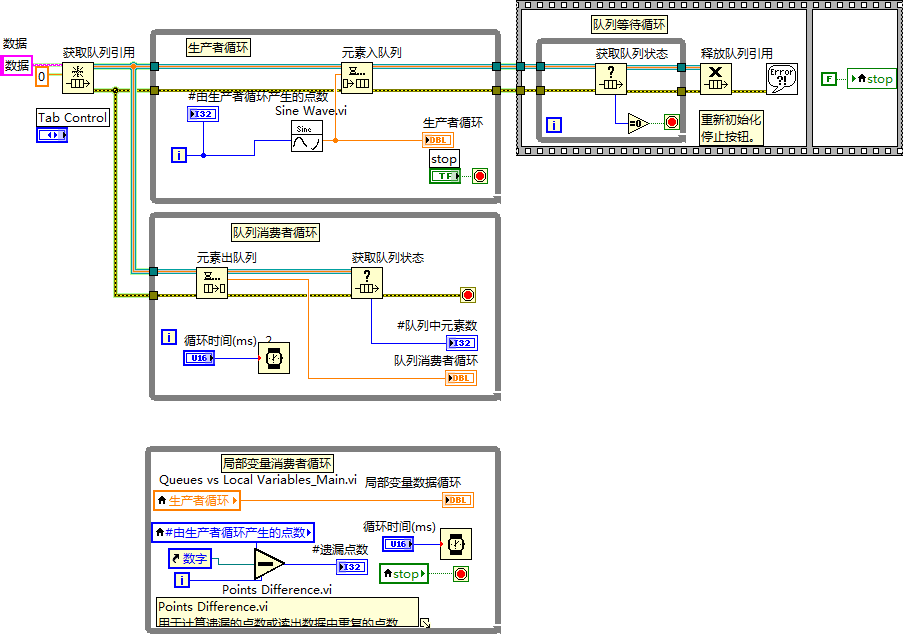 数据
数据
0
获取队列引用
Tab Control
生产者循环
元素入队列
#由生产者循环产生的点数
I32
Sine Wave.vi
Sine
i
生产者循环
DBL
stop
TF
队列等待循环
获取队列状态
?
=0
i
释放队列引用
X
Error
?!
重新初始化
停止按钮。
F
stop
队列消费者循环
元素出队列
获取队列状态
?
i
循环时间(ms)_2
U16
#队列中元素数
I32
队列消费者循环
DBL
局部变量消费者循环
Queues vs Local Variables_Main.vi
局部变量数据循环
生产者循环
DBL
#由生产者循环产生的点数
循环时间(ms)
U16
数字
#遗漏点数
I32
i
stop
Points Difference.vi
Points Difference.vi
用于计算遗漏的点数或读出数据中重复的点数